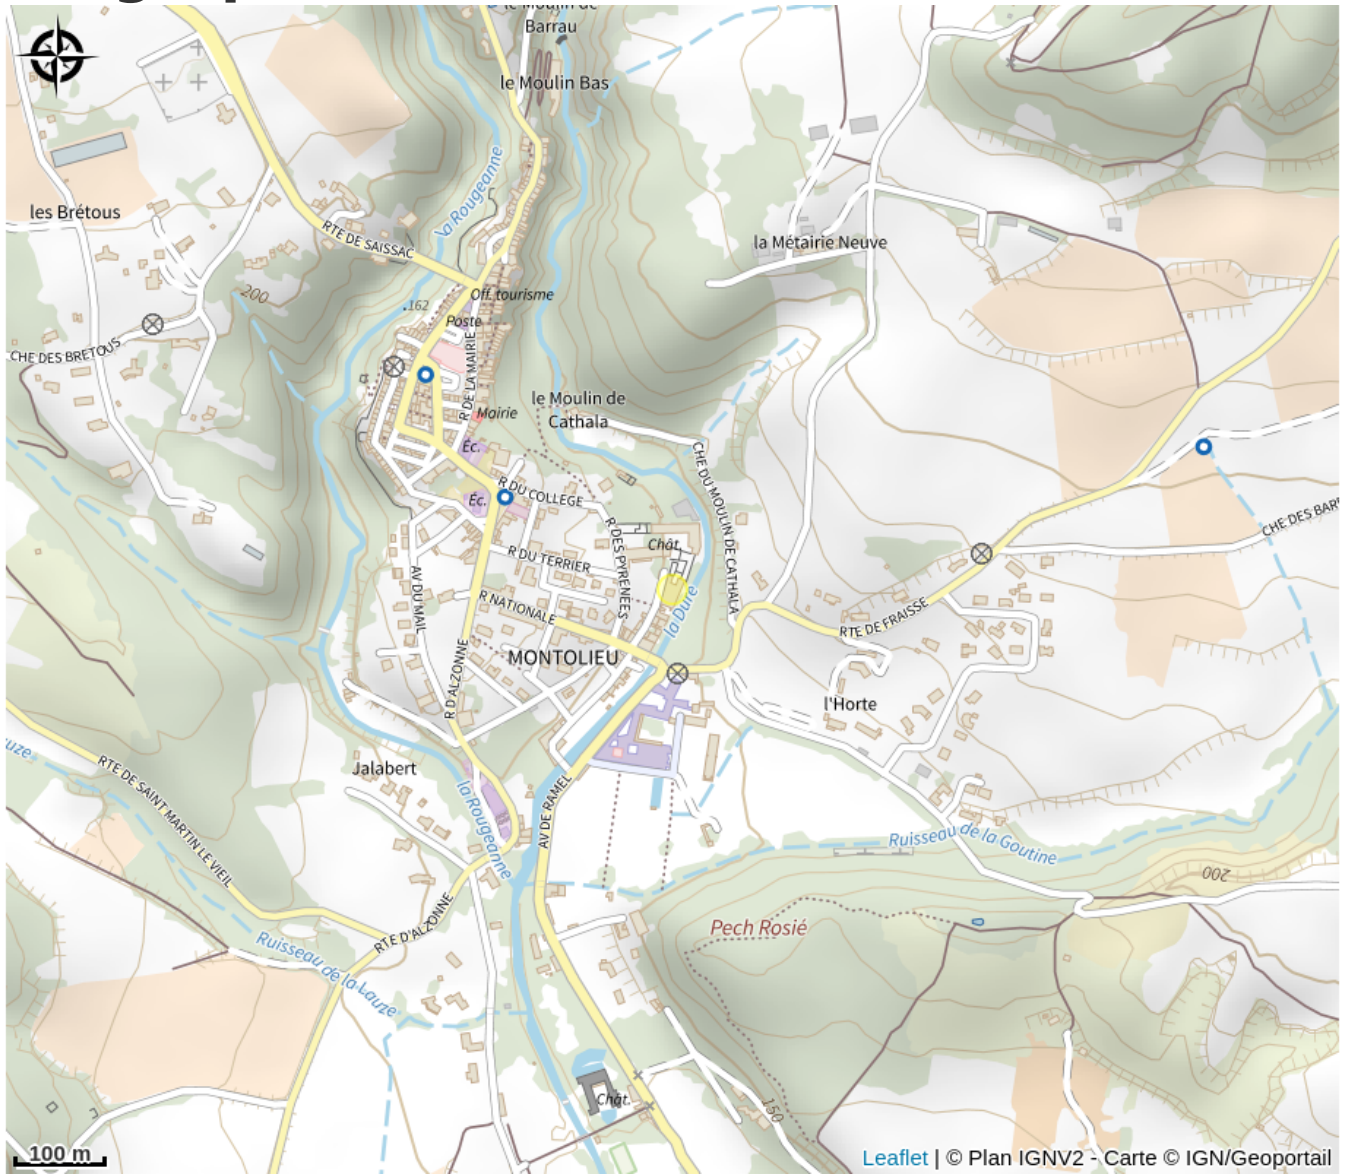 le Moulin de
Barrau
le Moulin Bas
la Rougeanne
les Brétous
RTE DE SAISSAC
la Métairie Neuve
200
Off. tourisme
.162
Poste
CHE DES BRETOUS
R DE LA MAIRIE
le Moulin de
Cathala
Mairie
Éc.
CHE DU MOULIN DE CATHALA
Éc.
R DU COLLEGE
CHE DES BAR
R DES PYRENEES
Chât.
R DU TERRIER
AV DU MAIL
R NATIONALE
la Dure
RTE DE FRAISSE
MONTOLIEU
R D'ALZONNE
l'Horte
uze
RTE DE SAINT MARTIN LE VIEIL
Jalabert
la Rougeanne
AV DE RAMEL
Ruisseau de la Goutine
200
RTE D'ALZONNE
Pech Rosié
Ruisseau de la Lauze
Chât.
150
100 m
Leaflet | © Plan IGNV2 - Carte © IGN/Geoportail